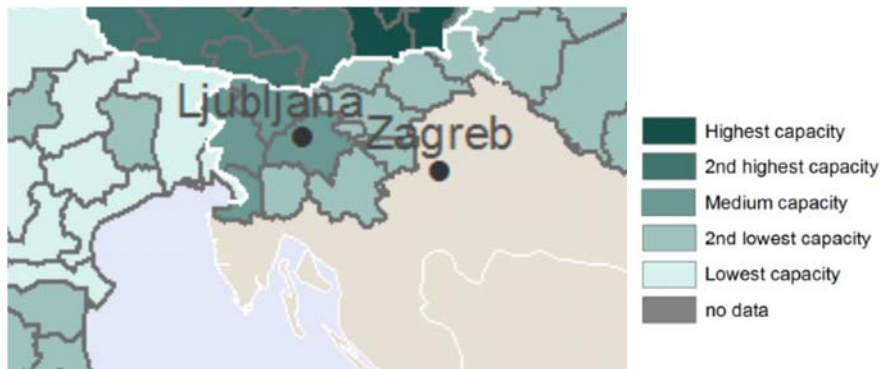 Ljubljana
Zagreb
Highest capacity
2nd highest capacity
Medium capacity
2nd lowest capacity
Lowest capacity
no data